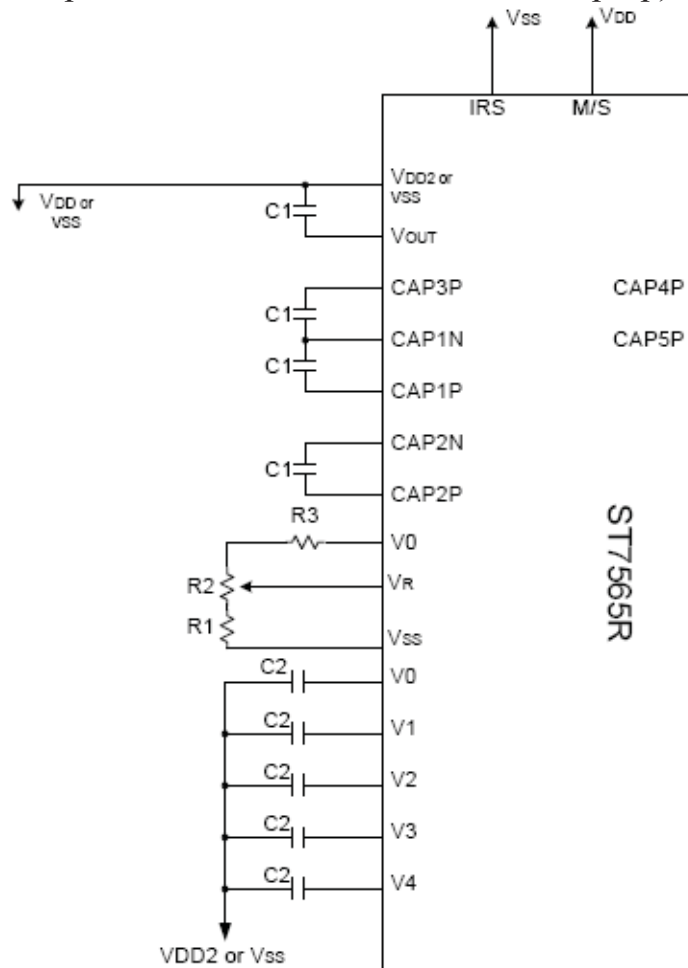 VSS
VDD
IRS
M/S
VDD2 or
VSS
VDD or
VSS
C1
VOUT
CAP3P
CAP4P
C1
CAP1N
CAP5P
C1
CAP1P
CAP2N
C1
CAP2P
R3
V0
R2
VR
R1
VSS
ST7565R
C2
V0
C2
V1
C2
V2
C2
V3
C2
V4
VDD2 or VSS